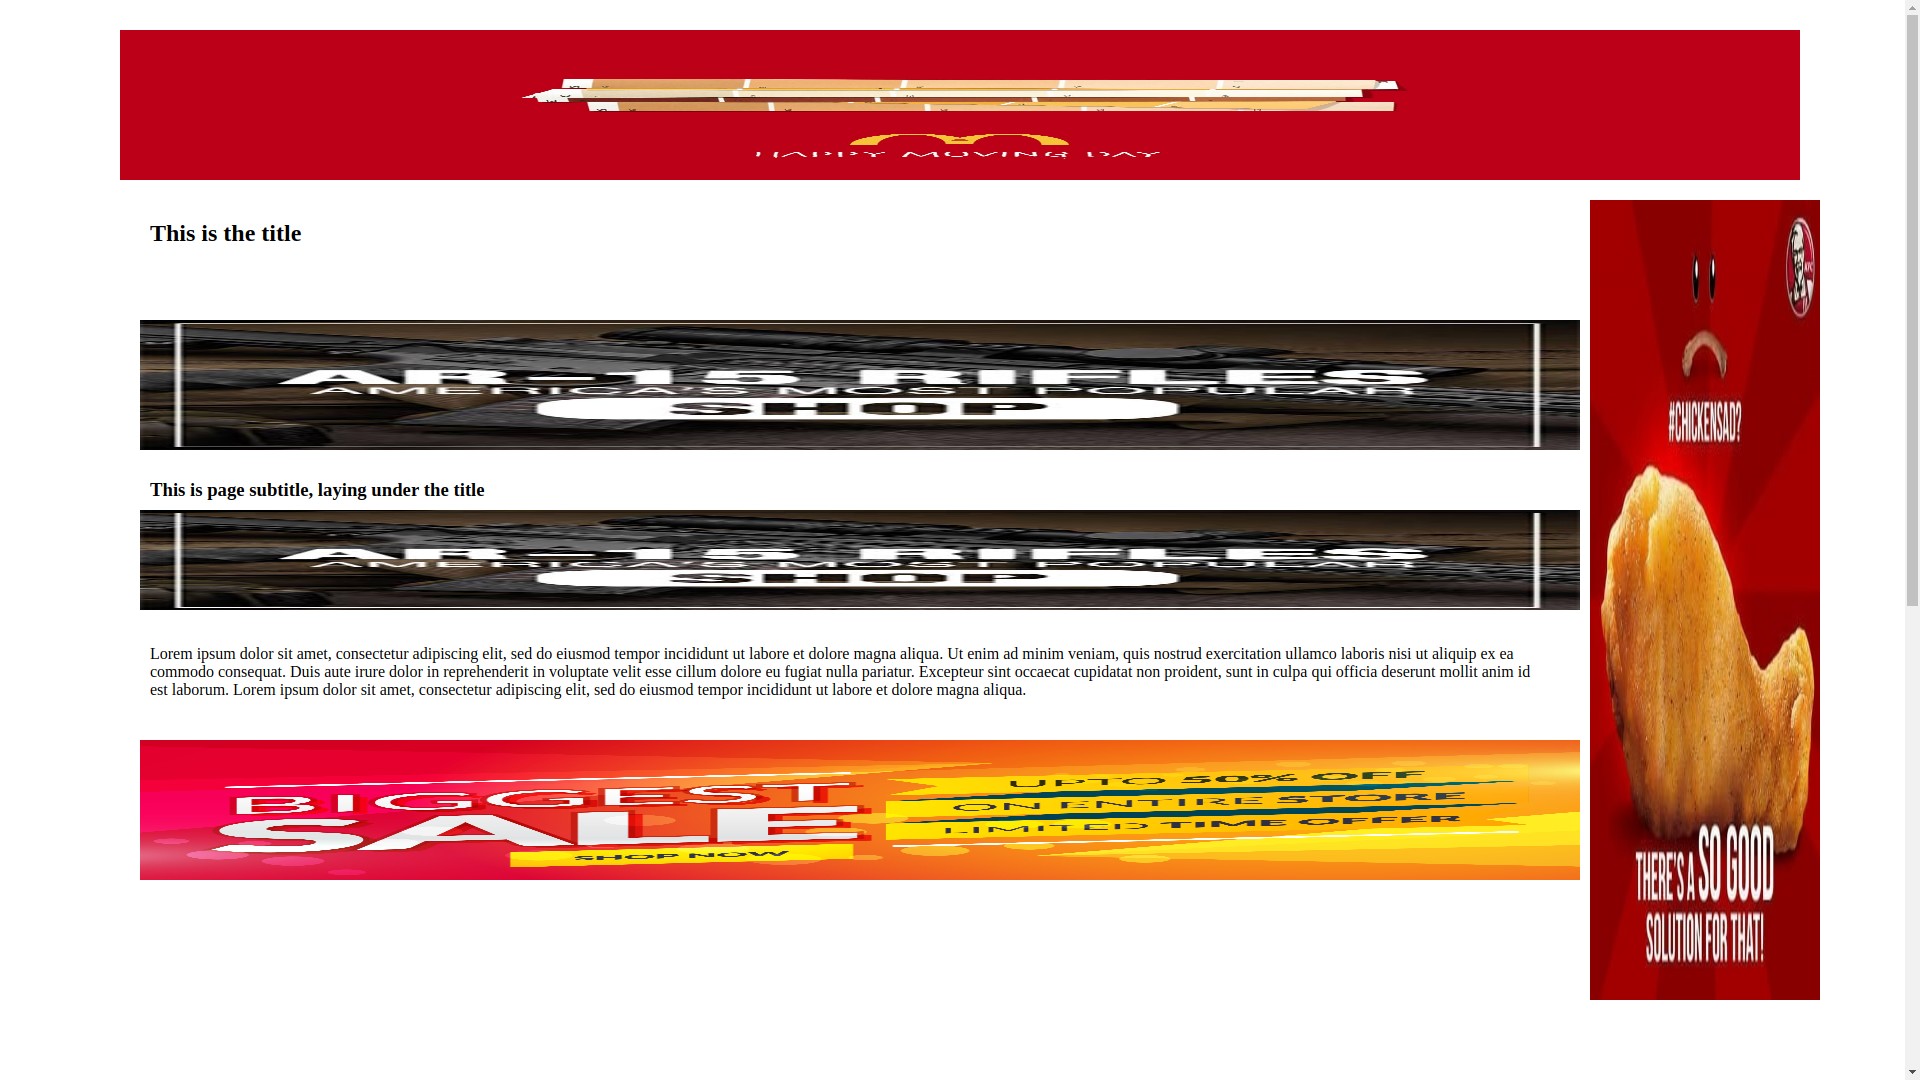 HAPPY MOVING DAY
This is the title
AR-15 RIFLES
AMERICA'S MOST POPULAR
SHOP
This is page subtitle, laying under the title
AR-15 RIFLES
AMERICA'S MOST POPULAR
SHOP
Lorem ipsum dolor sit amet, consectetur adipiscing elit, sed do eiusmod tempor incididunt ut labore et dolore magna aliqua. Ut enim ad minim veniam, quis nostrud exercitation ullamco laboris nisi ut aliquip ex ea
commodo consequat. Duis aute irure dolor in reprehenderit in voluptate velit esse cillum dolore eu fugiat nulla pariatur. Excepteur sint occaecat cupidatat non proident, sunt in culpa qui officia deserunt mollit anim id
est laborum. Lorem ipsum dolor sit amet, consectetur adipiscing elit, sed do eiusmod tempor incididunt ut labore et dolore magna aliqua.
BIGGEST
SALE
SHOP NOW
UPTO 50% OFF
ON ENTIRE STORE
LIMITED TIME OFFER
KFC
#CHICKENSAD?
THERE'S A SO GOOD
SOLUTION FOR THAT!